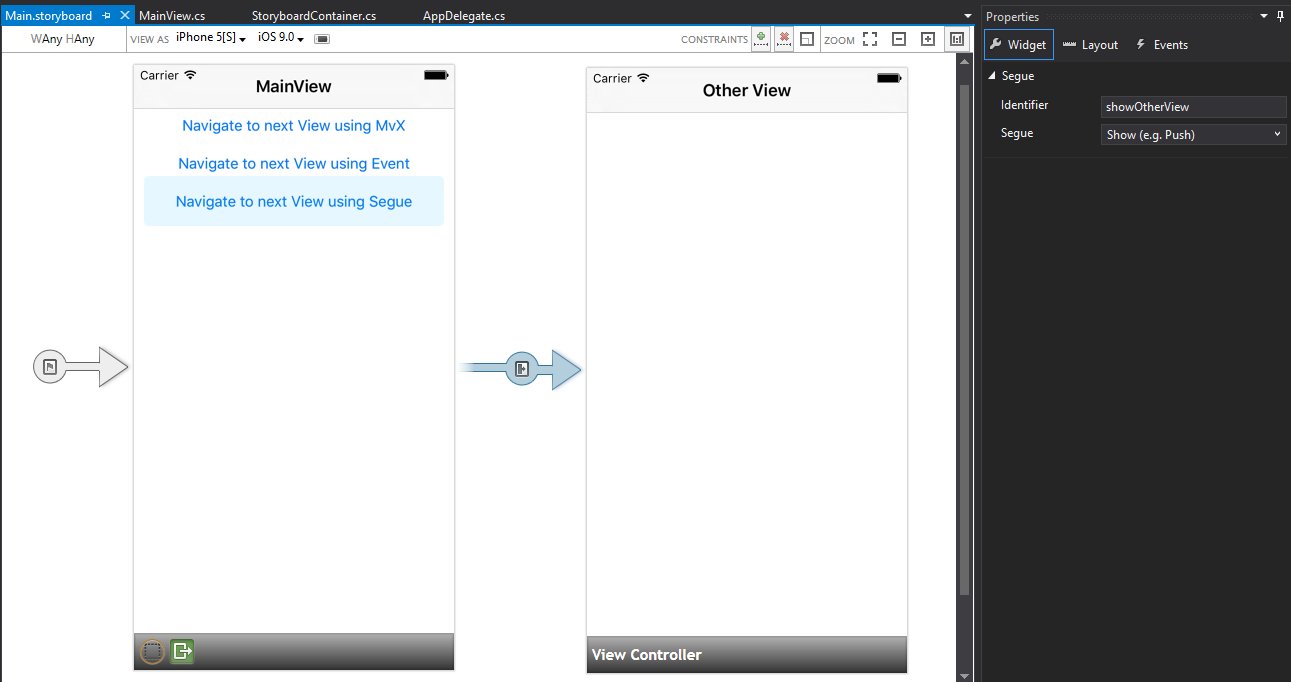 Main.storyboard MainView.cs StoryboardContainer.cs AppDelegate.cs
WAny HAny VIEW AS iPhone 5[S] iOS 9.0 CONSTRAINTS ZOOM 1:1
Carrier
MainView
Navigate to next View using MvX
Navigate to next View using Event
Navigate to next View using Segue
Carrier
Other View
View Controller
Properties
Widget Layout Events
Segue
Identifier showOtherView
Segue Show (e.g. Push)